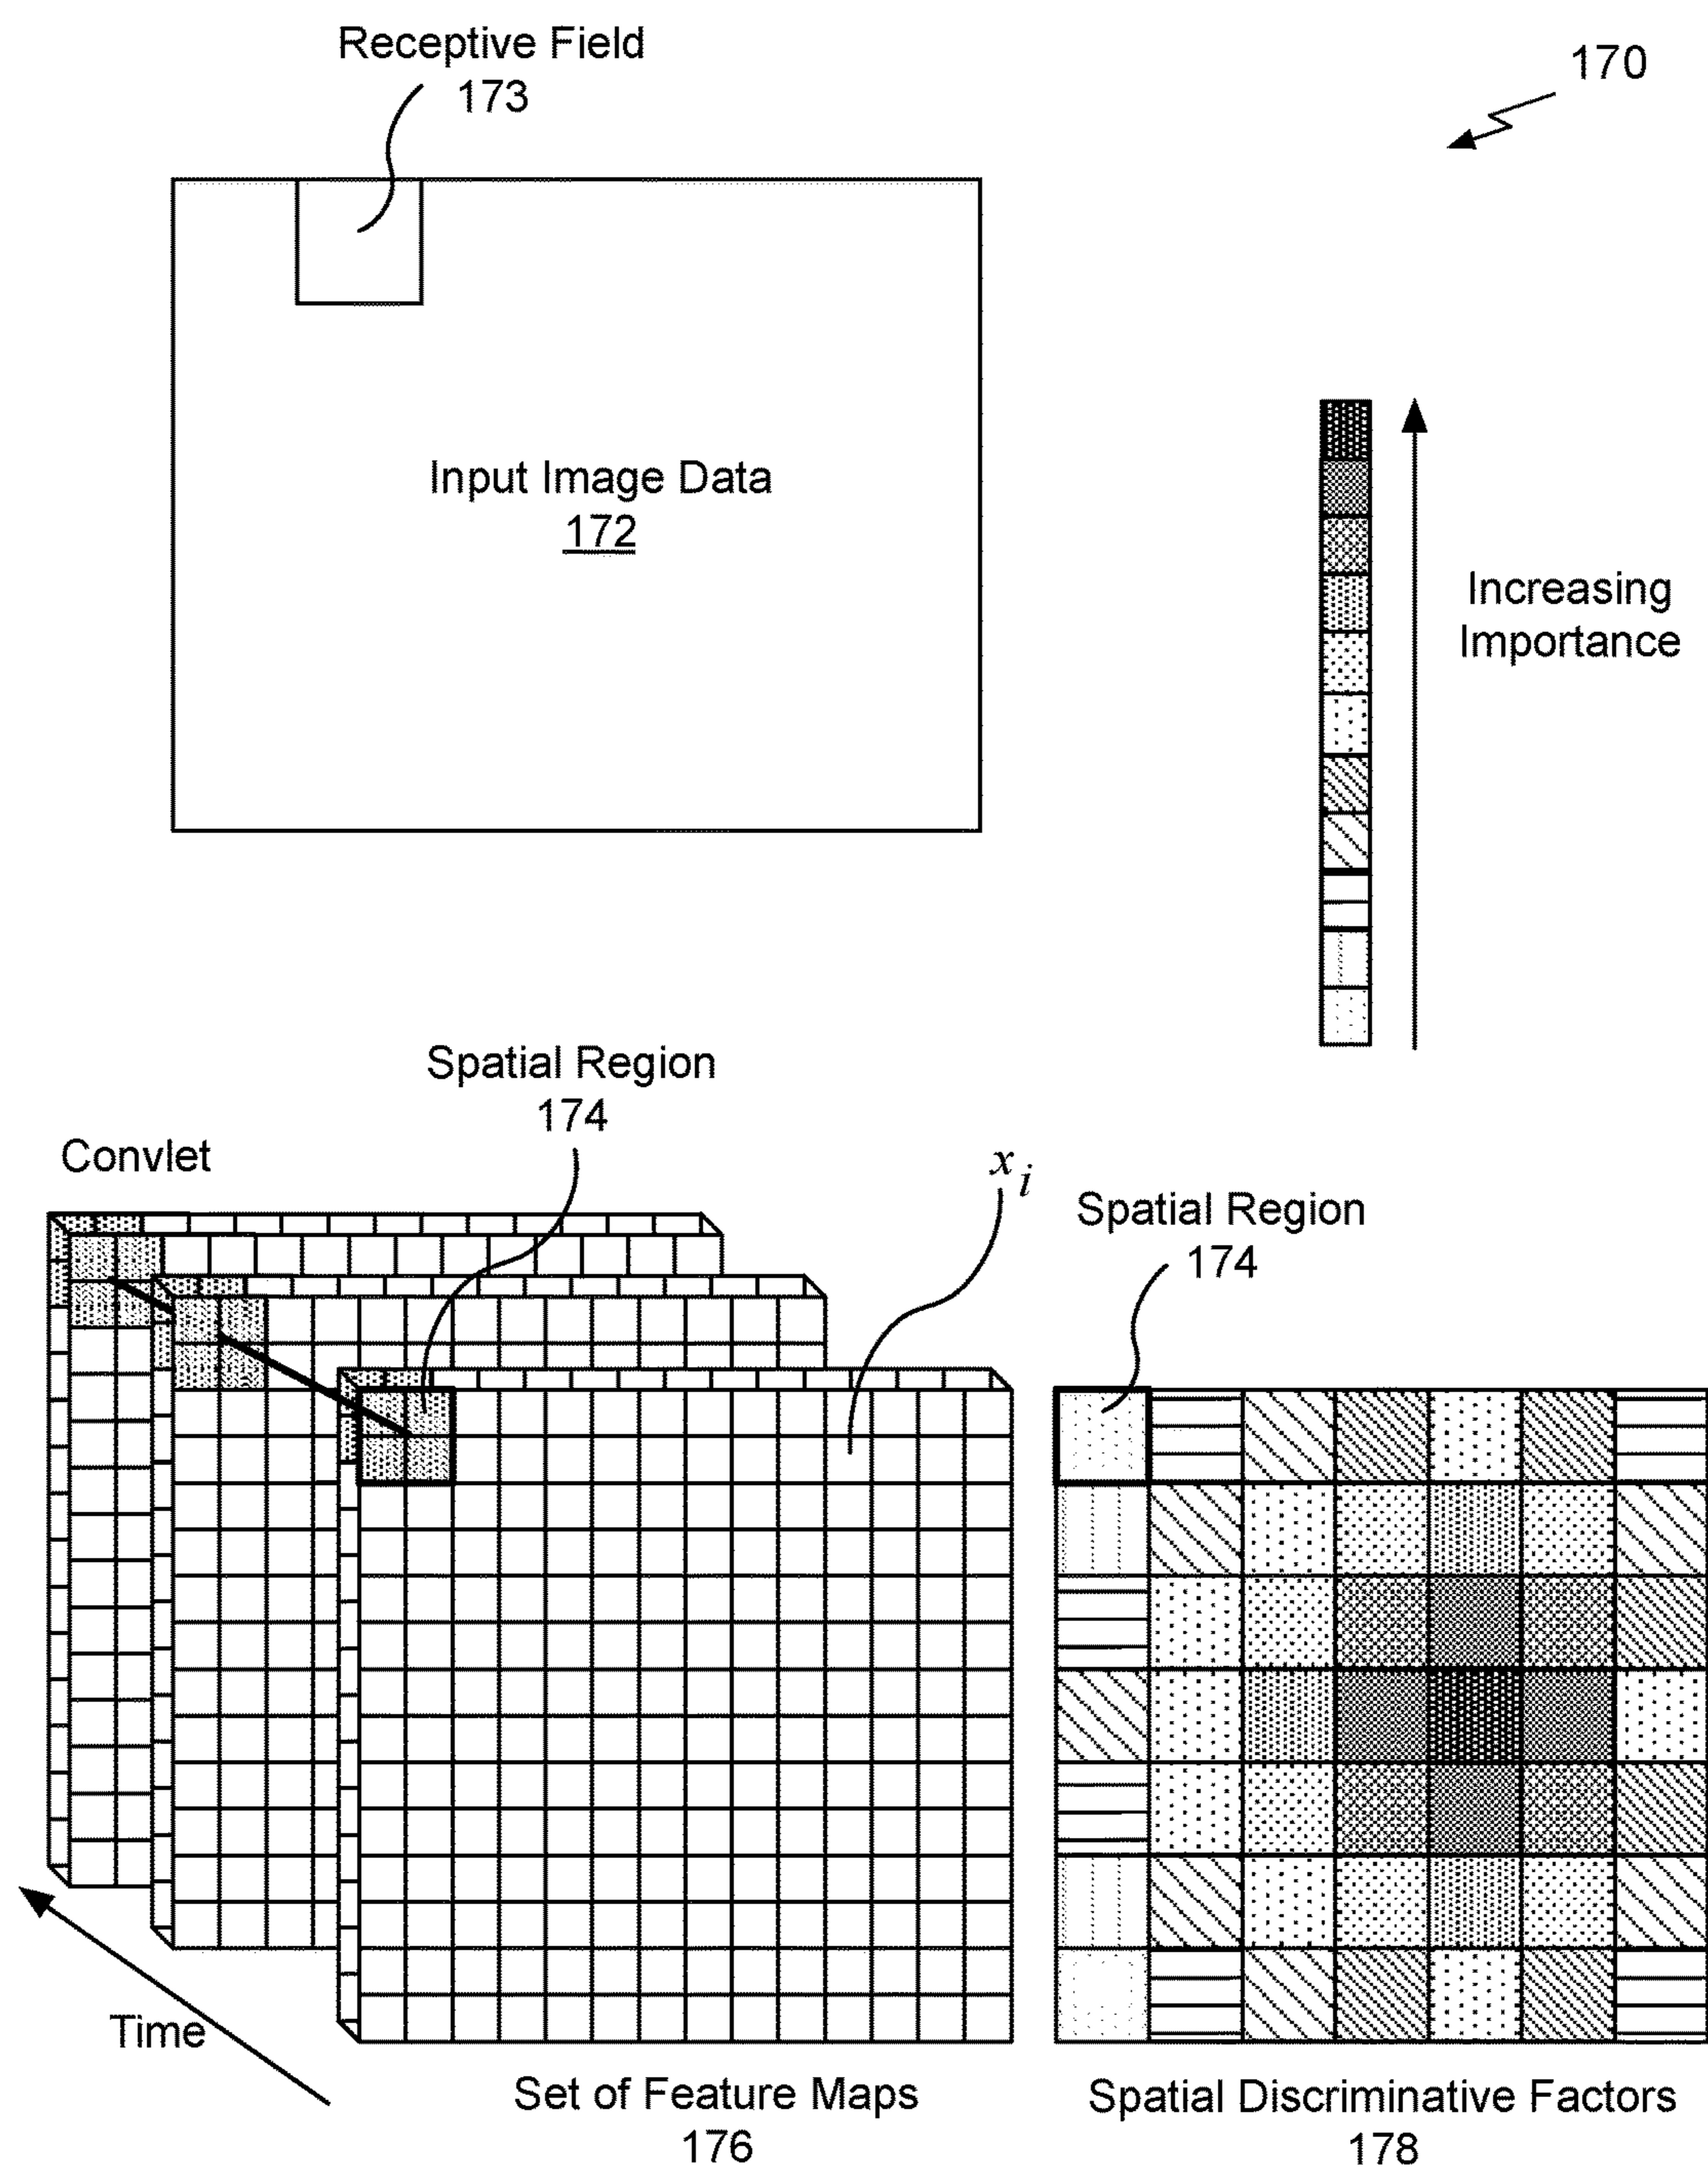 Receptive Field
173
170
Input Image Data
172
Increasing
Importance
Spatial Region
174
Convlet
x_i
Spatial Region
174
Time
Set of Feature Maps
176
Spatial Discriminative Factors
178